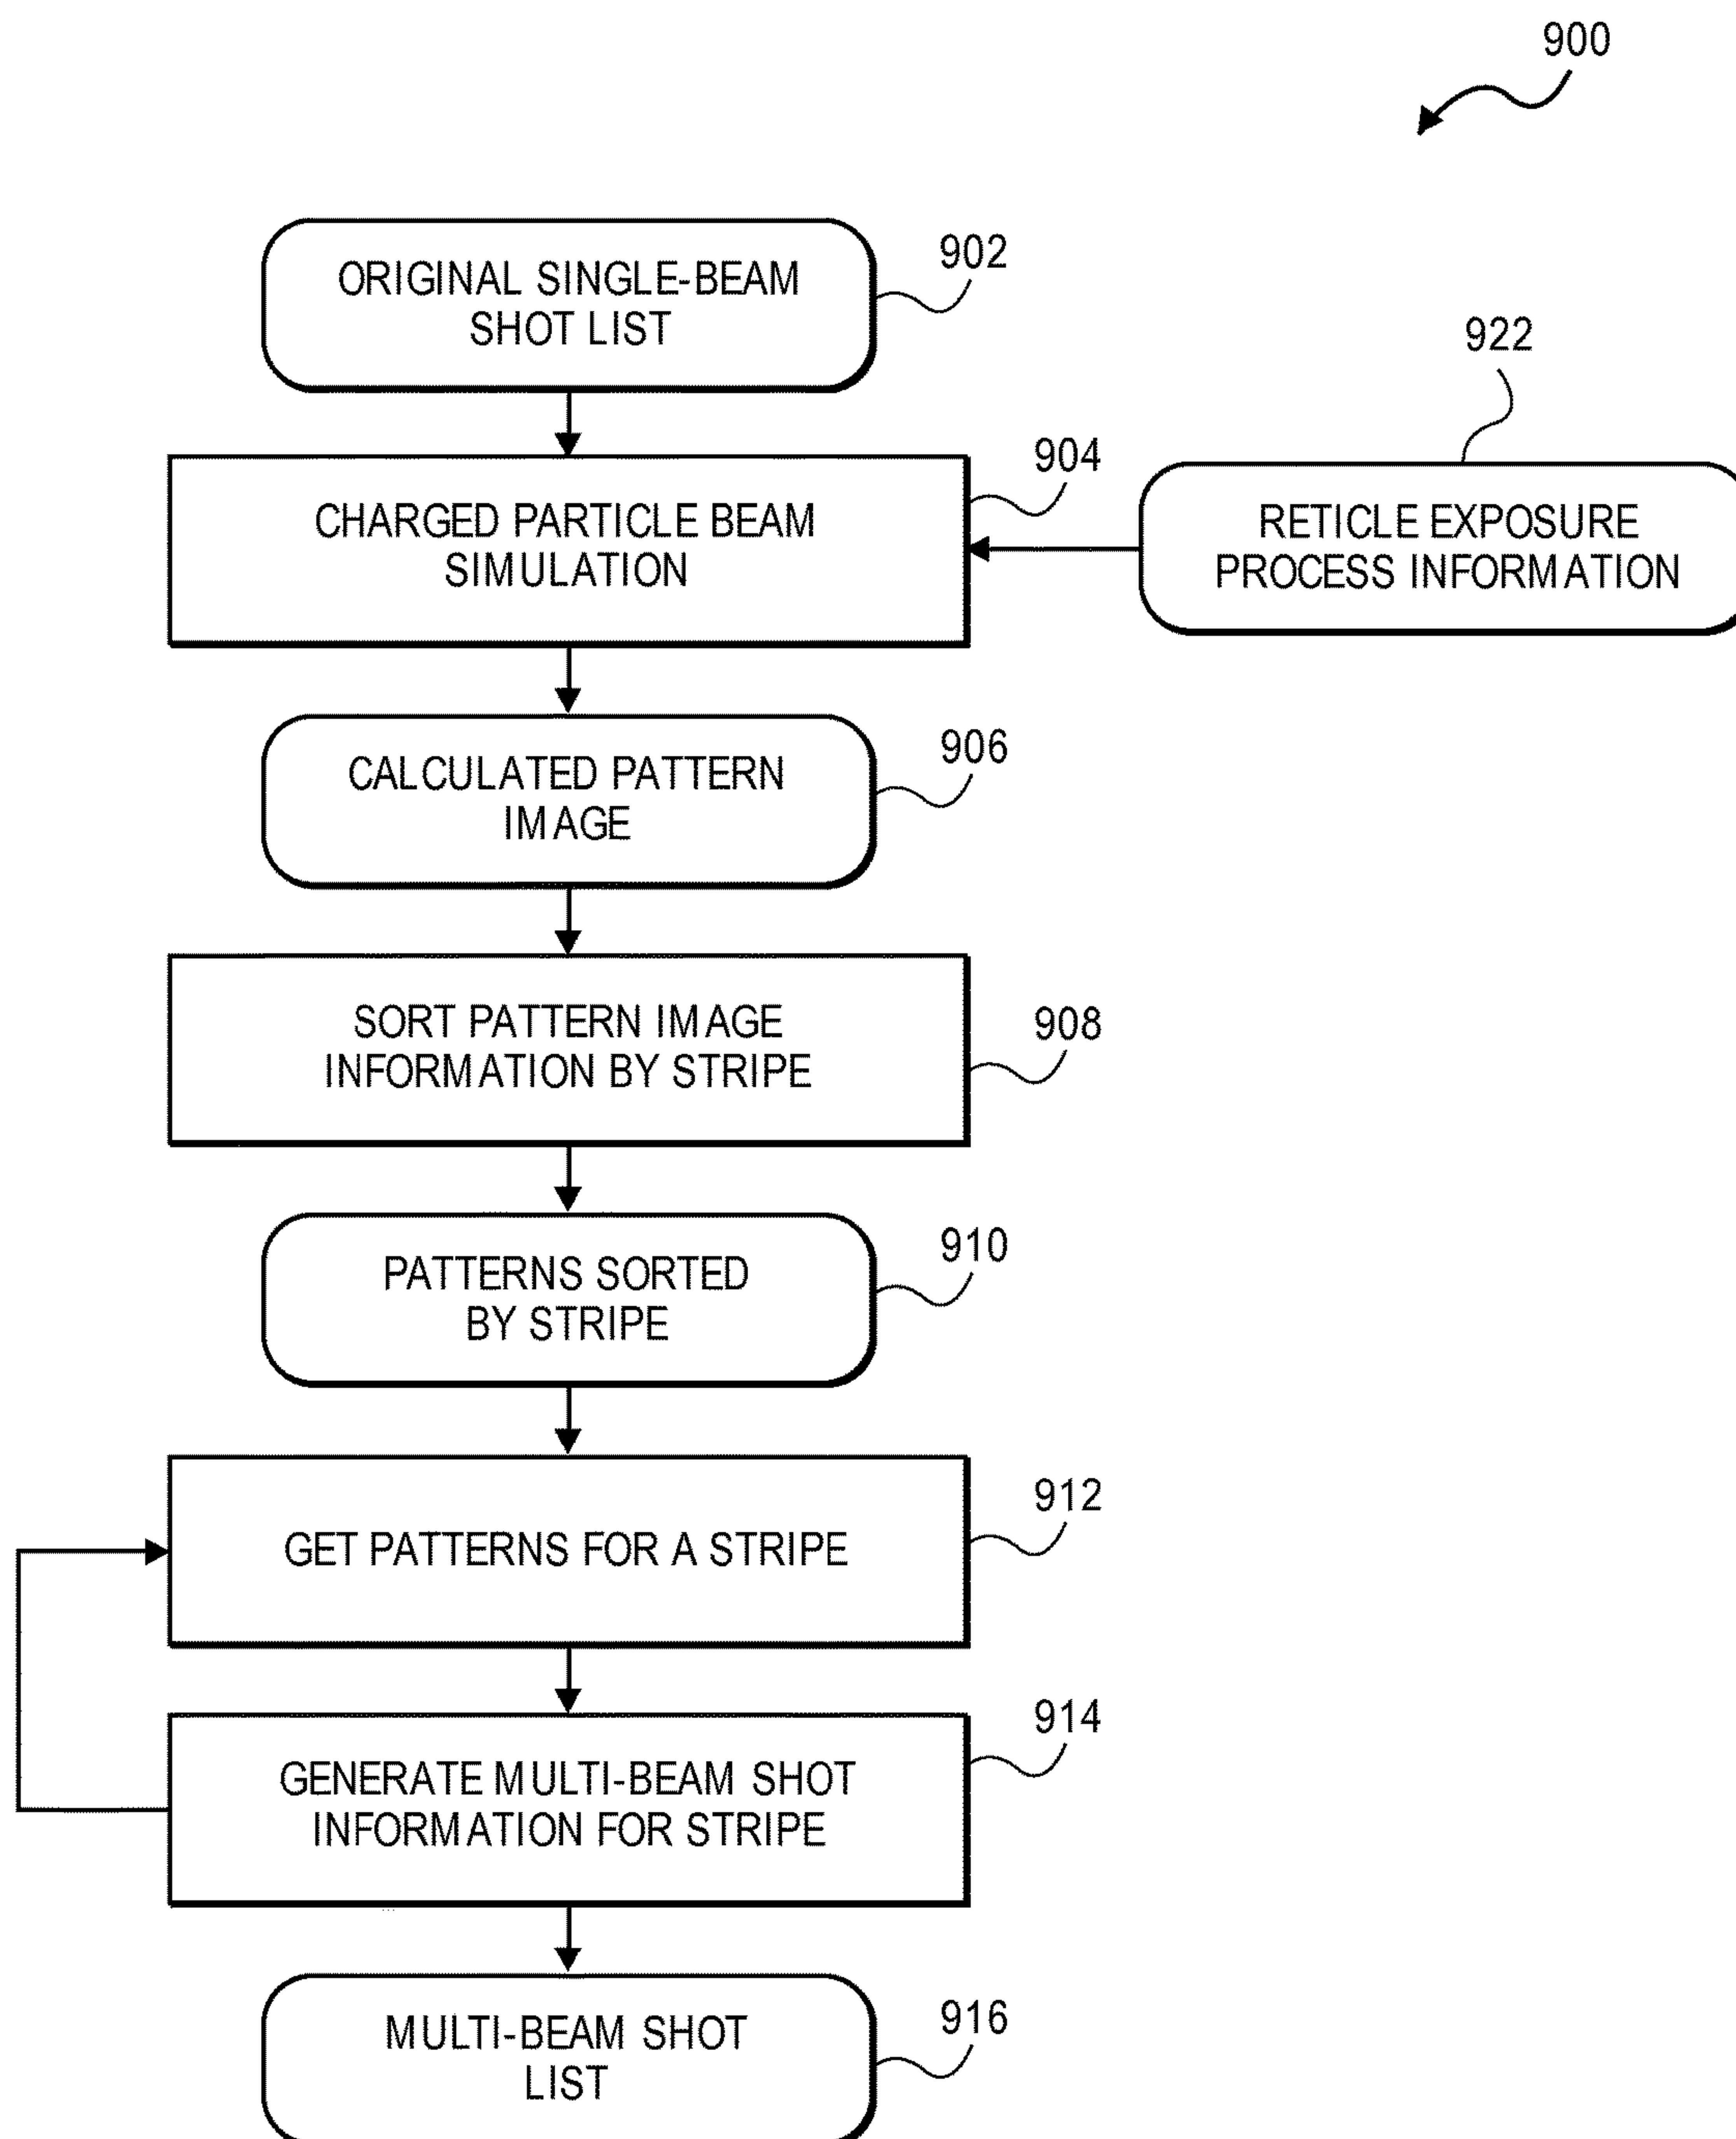 900
ORIGINAL SINGLE-BEAM
SHOT LIST
902
922
CHARGED PARTICLE BEAM
SIMULATION
904
RETICLE EXPOSURE
PROCESS INFORMATION
CALCULATED PATTERN
IMAGE
906
SORT PATTERN IMAGE
INFORMATION BY STRIPE
908
PATTERNS SORTED
BY STRIPE
910
GET PATTERNS FOR A STRIPE
912
GENERATE MULTI-BEAM SHOT
INFORMATION FOR STRIPE
914
MULTI-BEAM SHOT
LIST
916